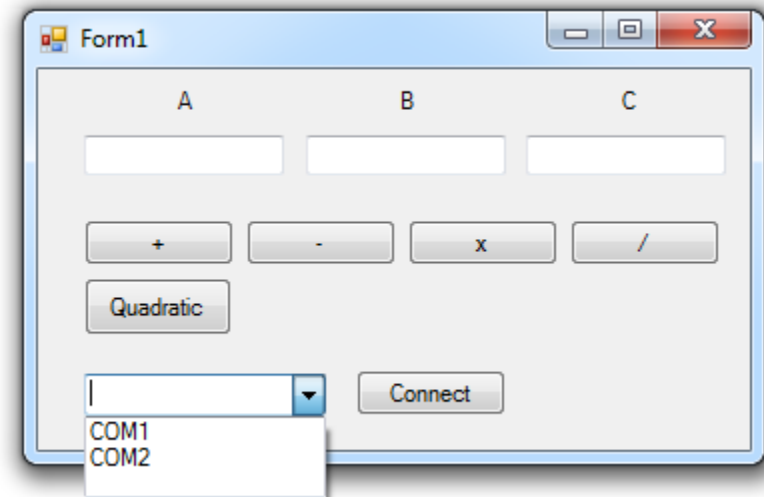 Form1
A B C
+ - x /
Quadratic
Connect
COM1
COM2